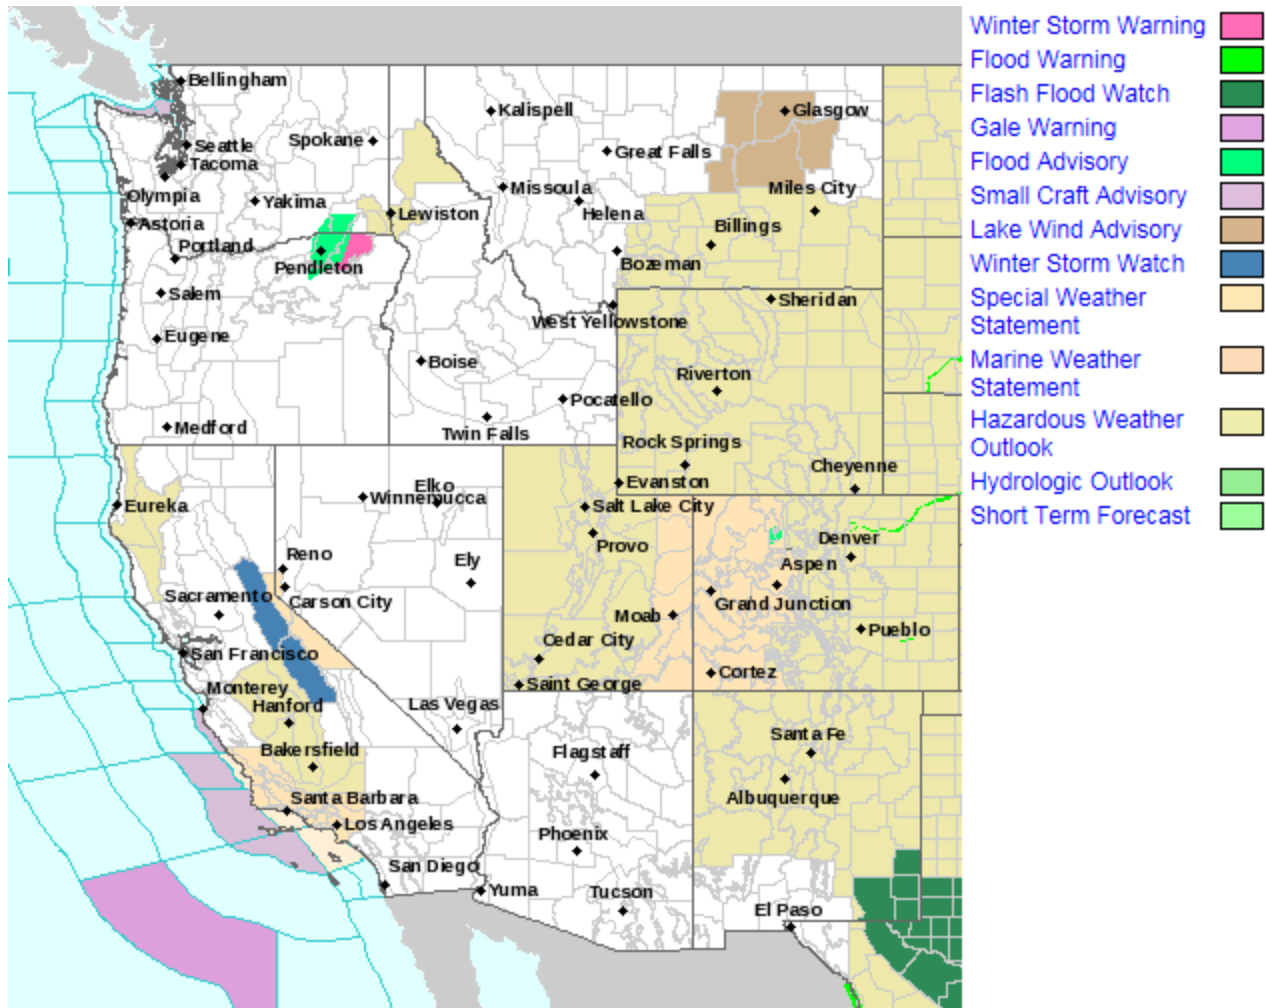 Bellingham
Kalispell
Glasgow
Spokane
Seattle
Great Falls
Tacoma
Missoula
Miles City
Olympia
Yakima
Lewiston
Helena
Astoria
Billings
Portland
Pendleton
Bozeman
Salem
Sheridan
West Yellowstone
Eugene
Boise
Riverton
Pocatello
Medford
Twin Falls
Rock Springs
Cheyenne
Elko
Evanston
Winnemucca
Eureka
Salt Lake City
Denver
Provo
Reno
Ely
Aspen
Sacramento
Carson City
Grand Junction
Moab
Pueblo
Cedar City
San Francisco
Cortez
Saint George
Monterey
Hanford
Las Vegas
Santa Fe
Bakersfield
Flagstaff
Santa Barbara
Albuquerque
Los Angeles
Phoenix
San Diego
Yuma
Tucson
El Paso
Winter Storm Warning
Flood Warning
Flash Flood Watch
Gale Warning
Flood Advisory
Small Craft Advisory
Lake Wind Advisory
Winter Storm Watch
Special Weather
Statement
Marine Weather
Statement
Hazardous Weather
Outlook
Hydrologic Outlook
Short Term Forecast